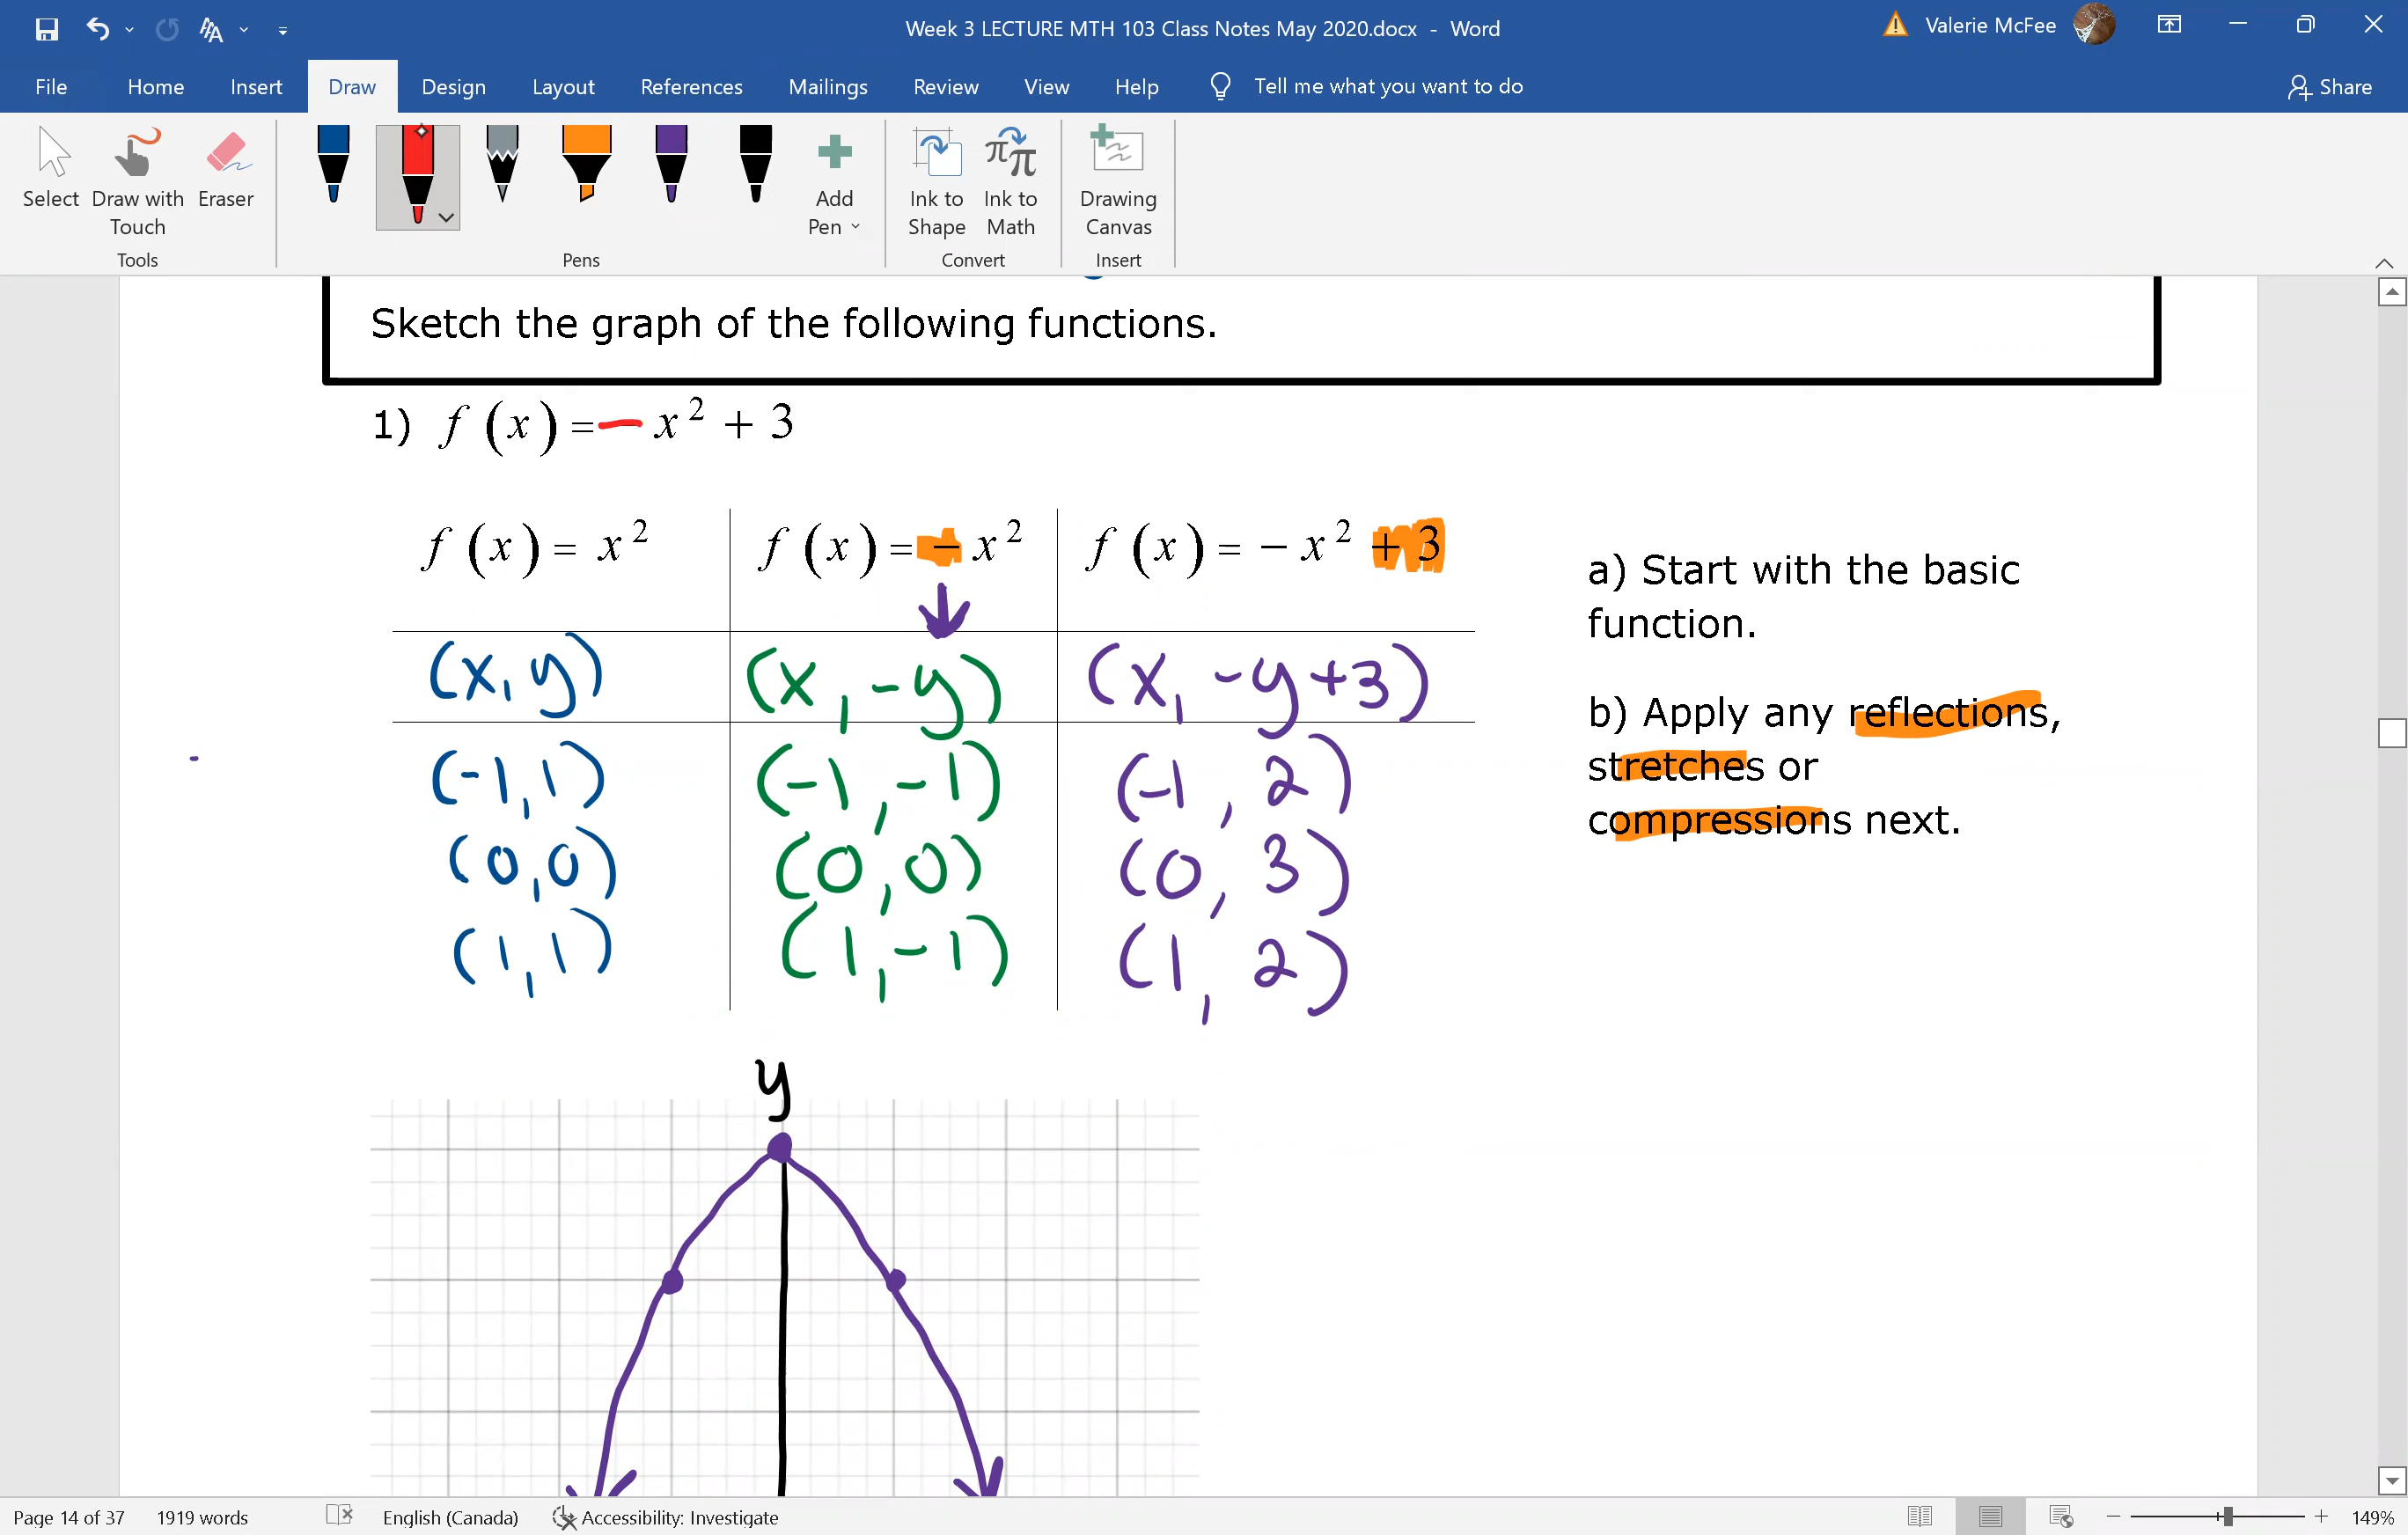 Week 3 LECTURE MTH 103 Class Notes May 2020.docx - Word
Valerie McFee
File Home Insert Draw Design Layout References Mailings Review View Help Tell me what you want to do Share
Select Draw with Touch Eraser Add Pen Ink to Shape Ink to Math Drawing Canvas
Tools Pens Convert Insert
Sketch the graph of the following functions.
1) f (x) = − x² + 3
f (x) = x² f (x) = − x² f (x) = − x² + 3
(x, y) (x, -y) (x, -y+3)
(-1, 1) (-1, -1) (-1, 2)
(0, 0) (0, 0) (0, 3)
(1, 1) (1, -1) (1, 2)
a) Start with the basic
function.
b) Apply any reflections,
stretches or
compressions next.
y
Page 14 of 37 1919 words English (Canada) Accessibility: Investigate 149%